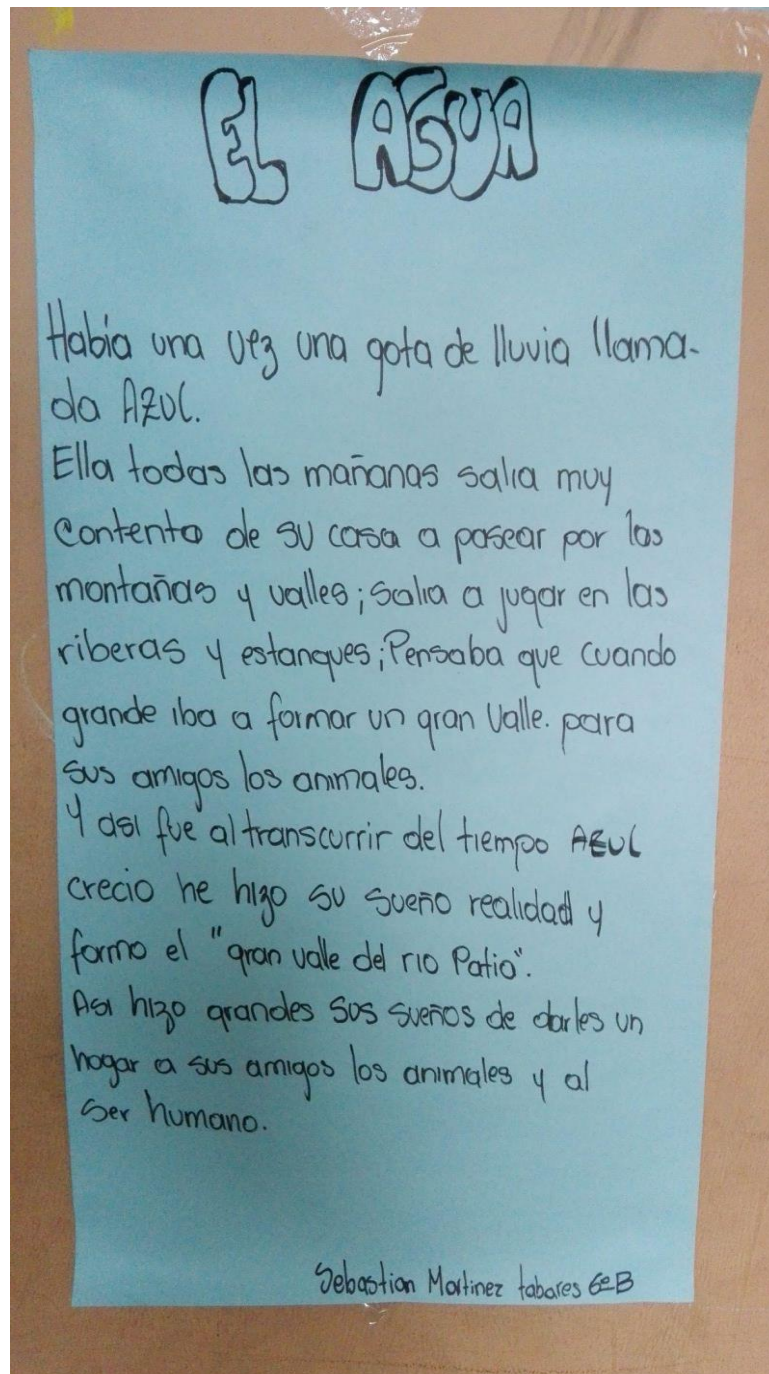 EL AGUA
Había una vez una gota de lluvia llama-
da AZUL.
Ella todas las mañanas salia muy
contenta de su casa a pasear por las
montañas y valles; salia a jugar en las
riberas y estanques; Pensaba que cuando
grande iba a formar un gran Valle. para
sus amigos los animales.
Y asi fue al transcurrir del tiempo AZUL
crecio he hizo su sueño realidad y
formo el "gran valle del rio Patia".
Asi hizo grandes sus sueños de darles un
hogar a sus amigos los animales y al
ser humano.
Sebastian Martinez tabares 6ºB